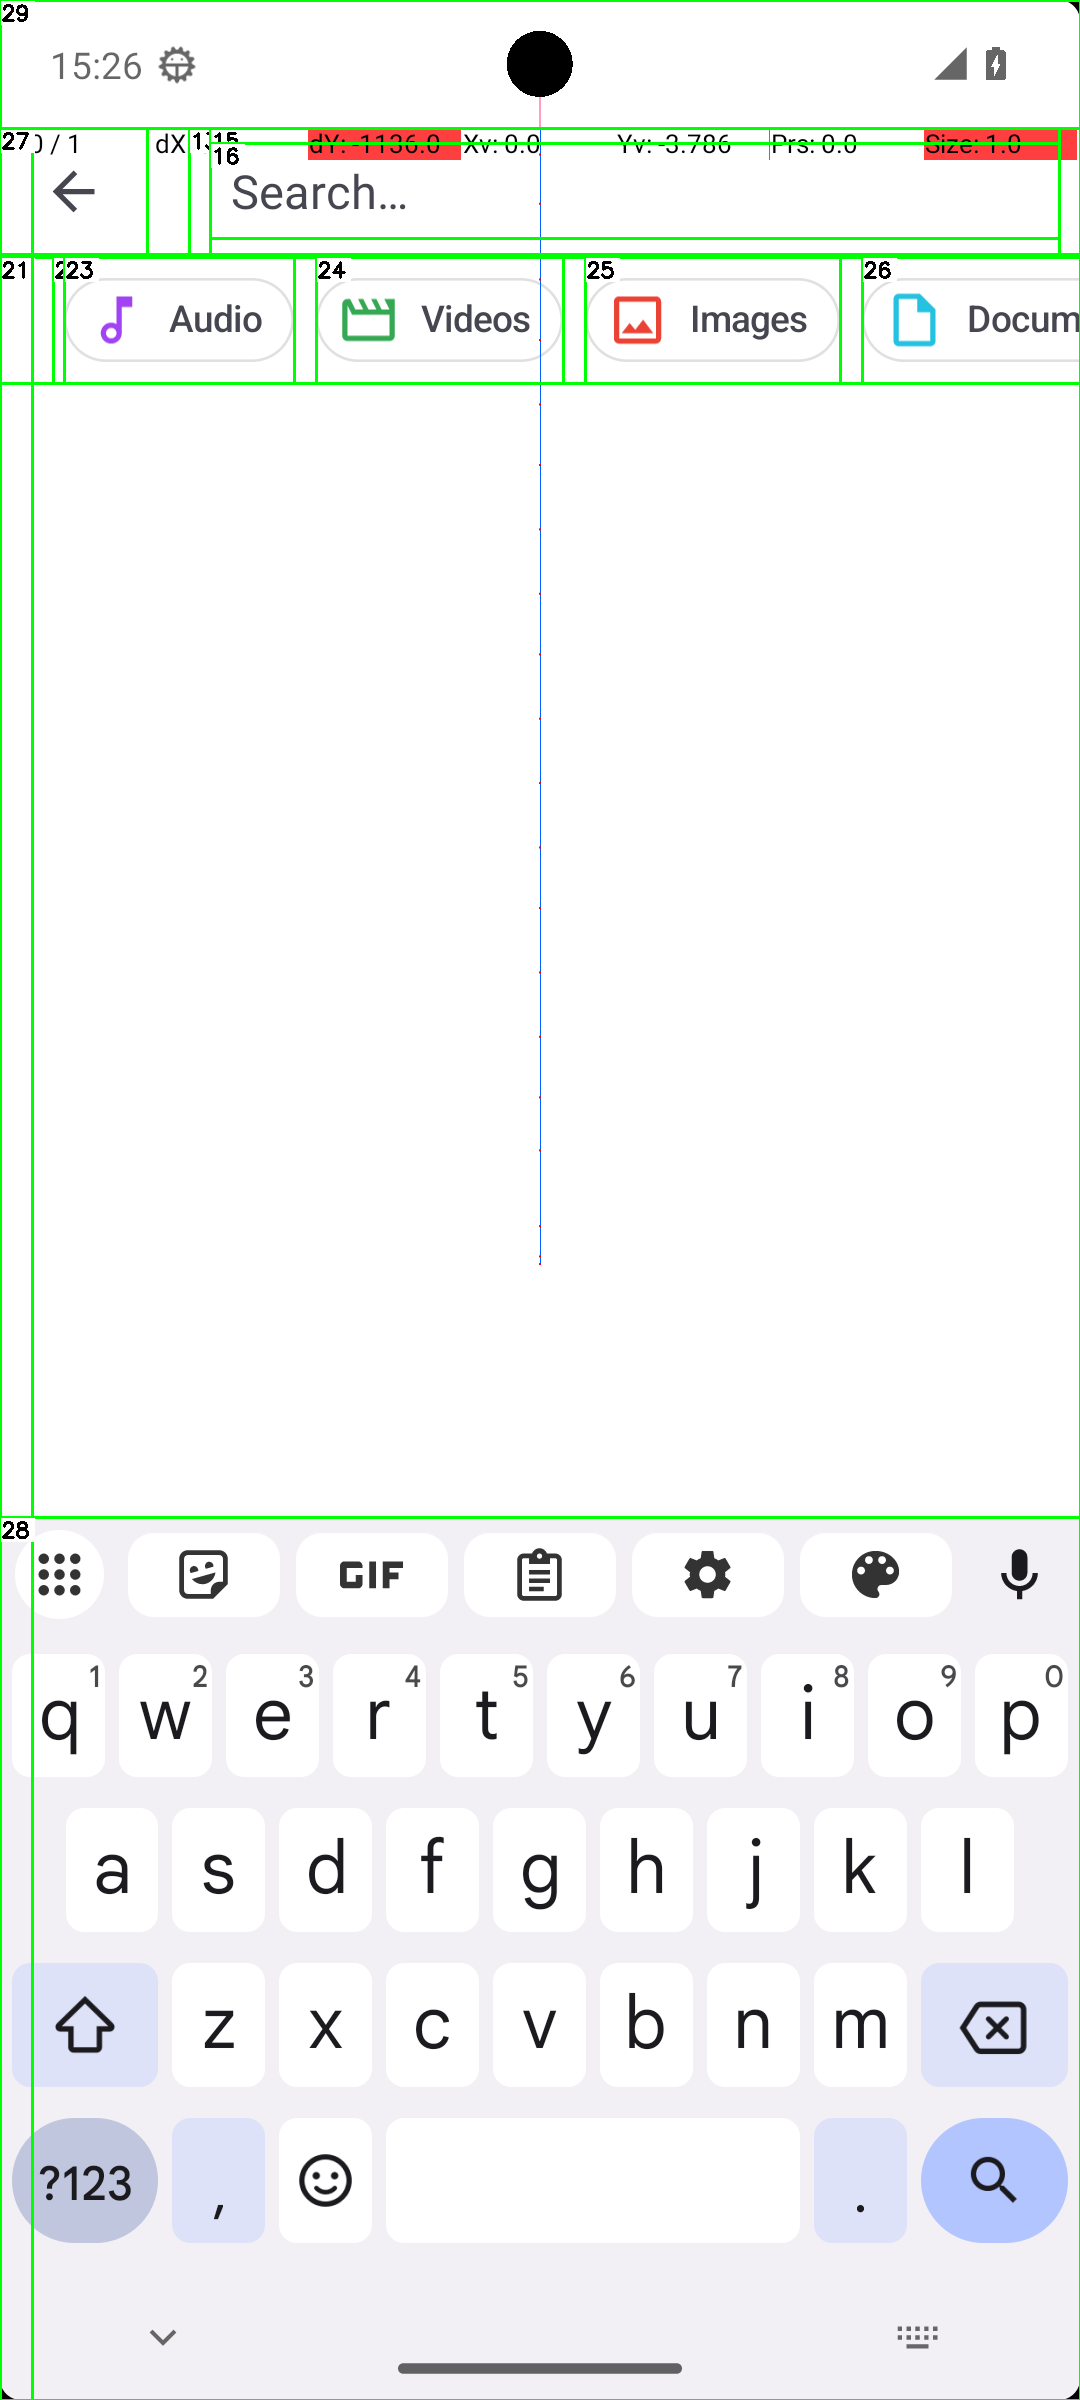 29
15:26
27 0 / 1 dX 13 15 dY: -1136.0 Xv: 0.0 Yv: -3.786 Prs: 0.0 Size: 1.0
16
Search...
21 23 24 25 26
Audio Videos Images Docum
28
GIF
1 2 3 4 5 6 7 8 9 0
q w e r t y u i o p
a s d f g h j k l
z x c v b n m
?123 , .